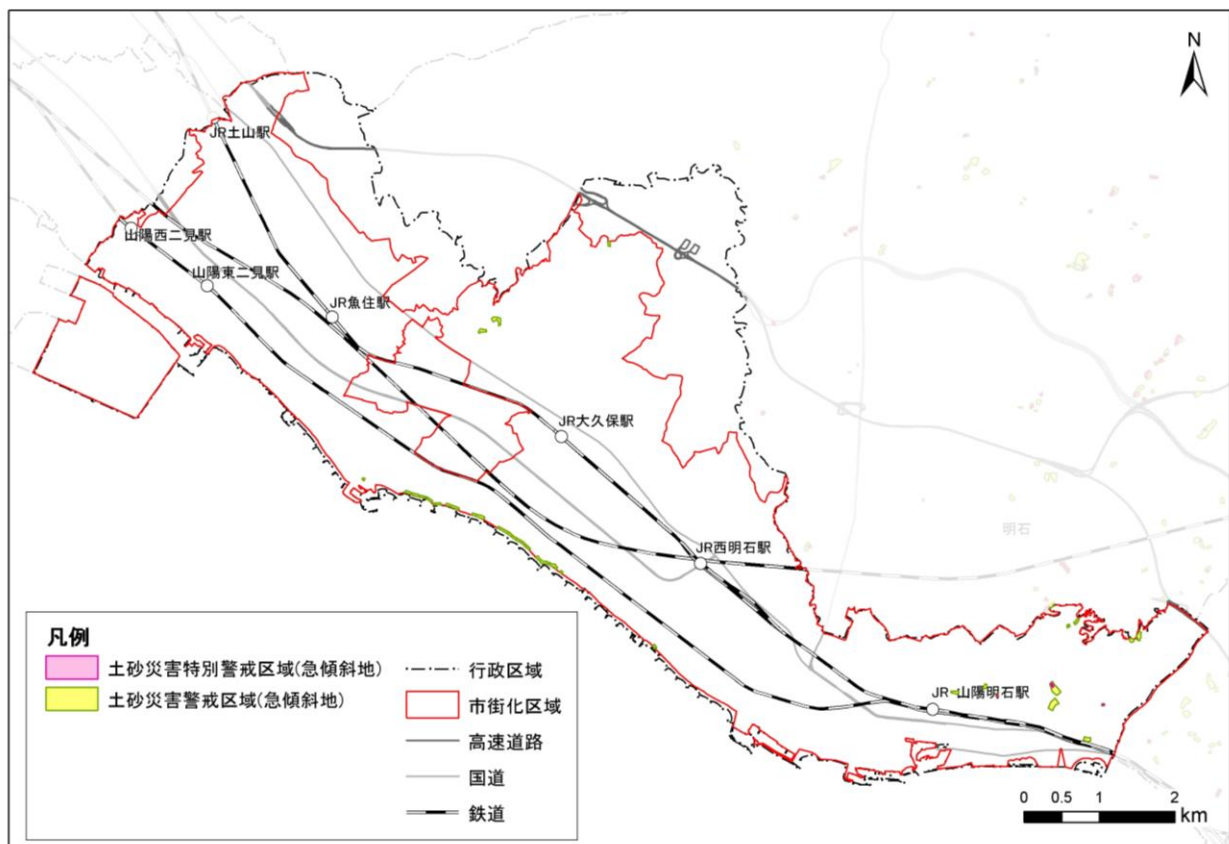 N
JR土山駅
山陽西二見駅
山陽東二見駅
JR魚住駅
JR大久保駅
明石
JR西明石駅
JR・山陽明石駅
凡例
土砂災害特別警戒区域(急傾斜地)
土砂災害警戒区域(急傾斜地)
行政区域
市街化区域
高速道路
国道
鉄道
0 0.5 1 2
km